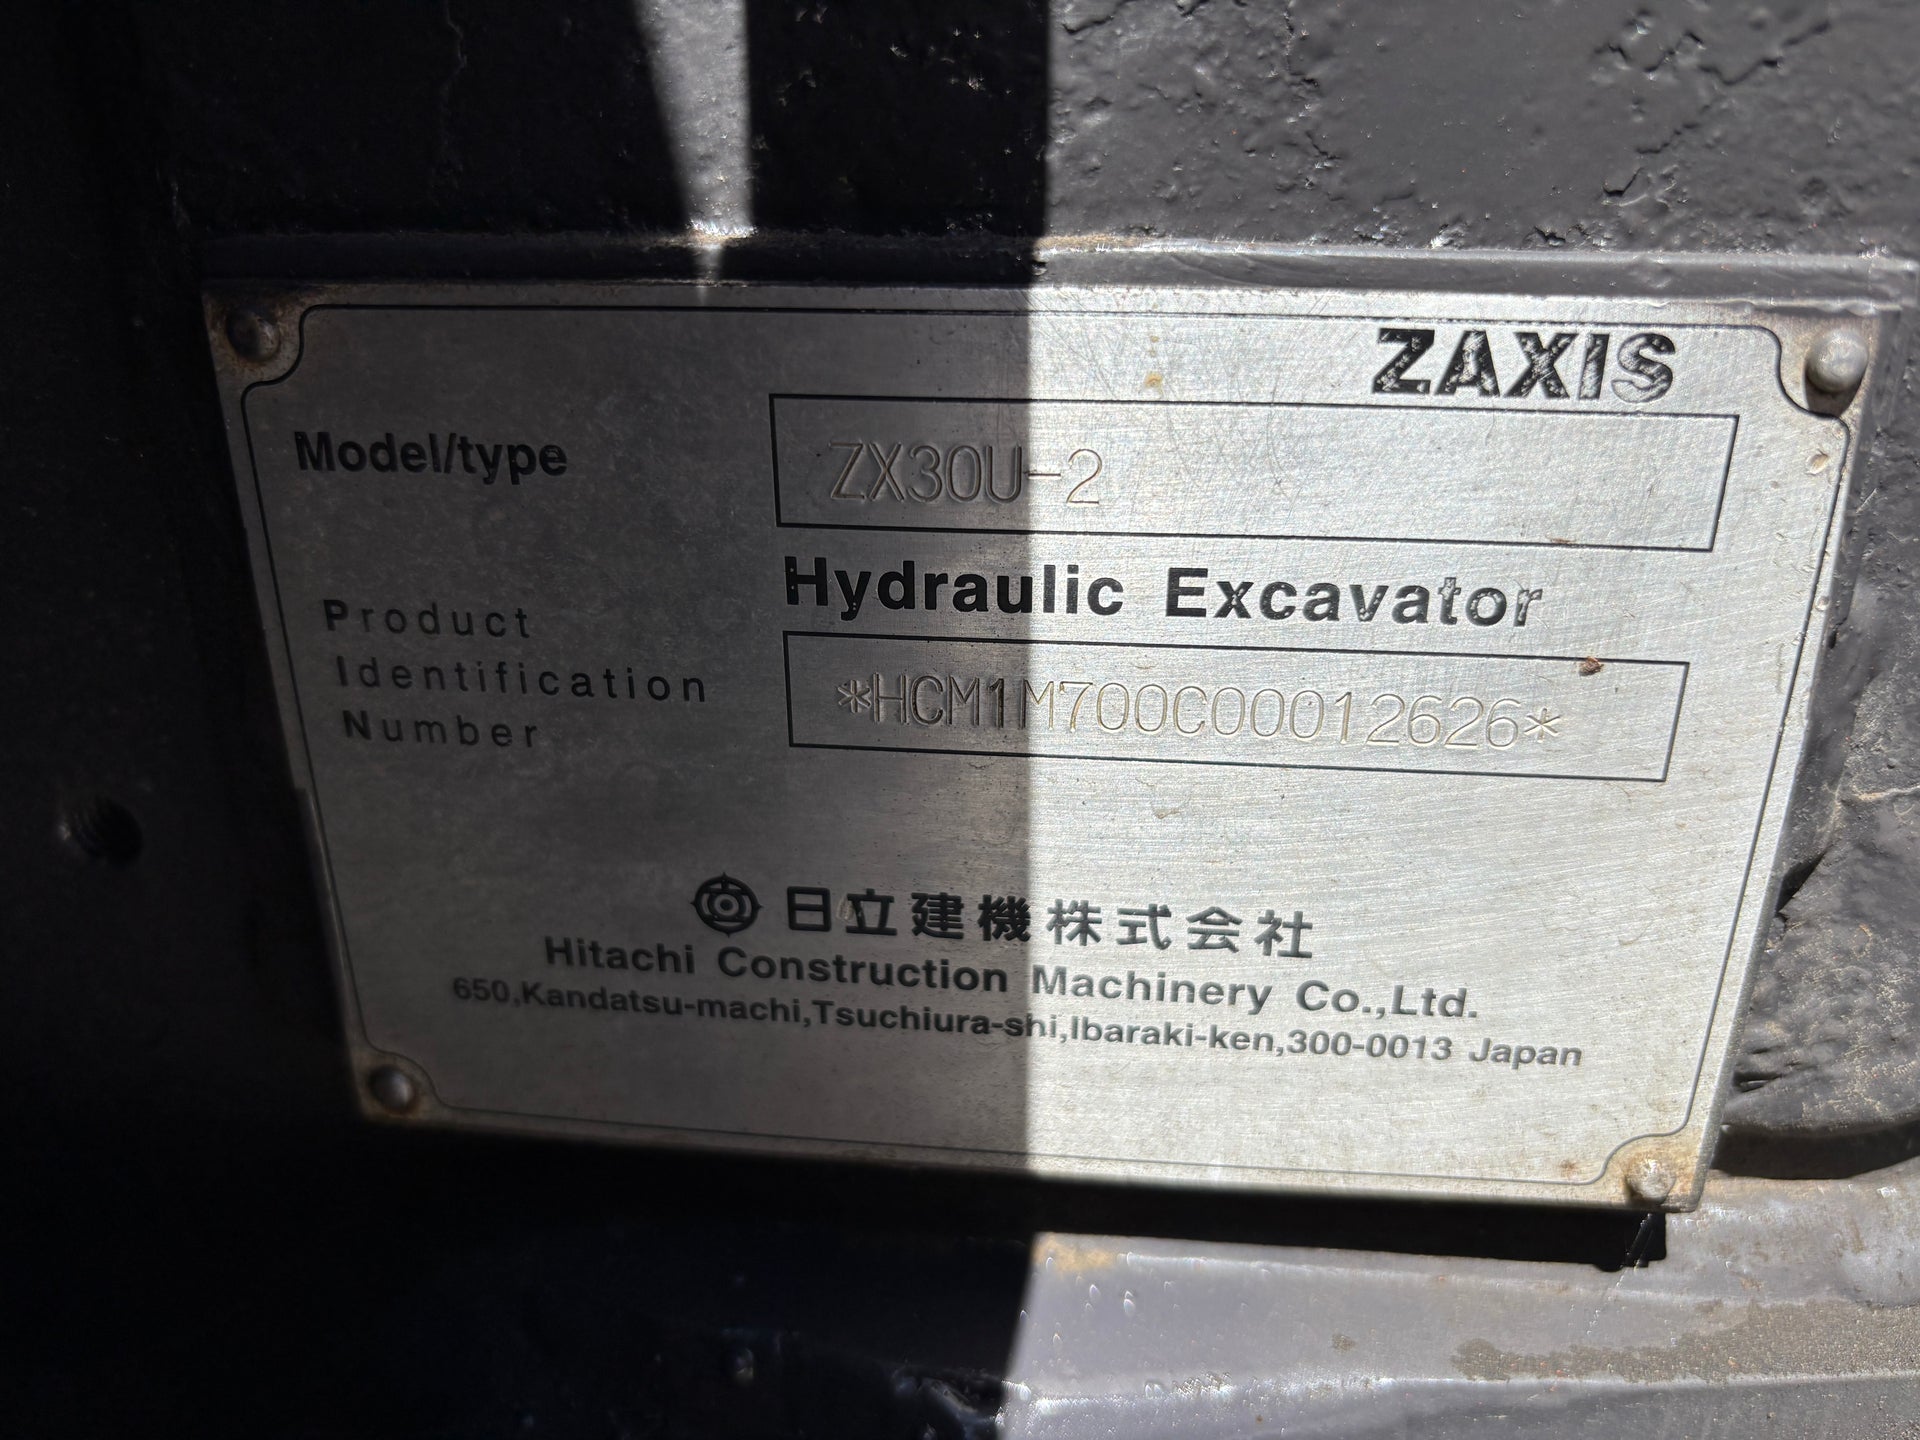 ZAXIS
Model/type
ZX30U-2
Hydraulic Excavator
Product
Identification
Number
*HCM1M700C00012626*
日立建機株式会社
Hitachi Construction Machinery Co.,Ltd.
650,Kandatsu-machi,Tsuchiura-shi,Ibaraki-ken,300-0013 Japan